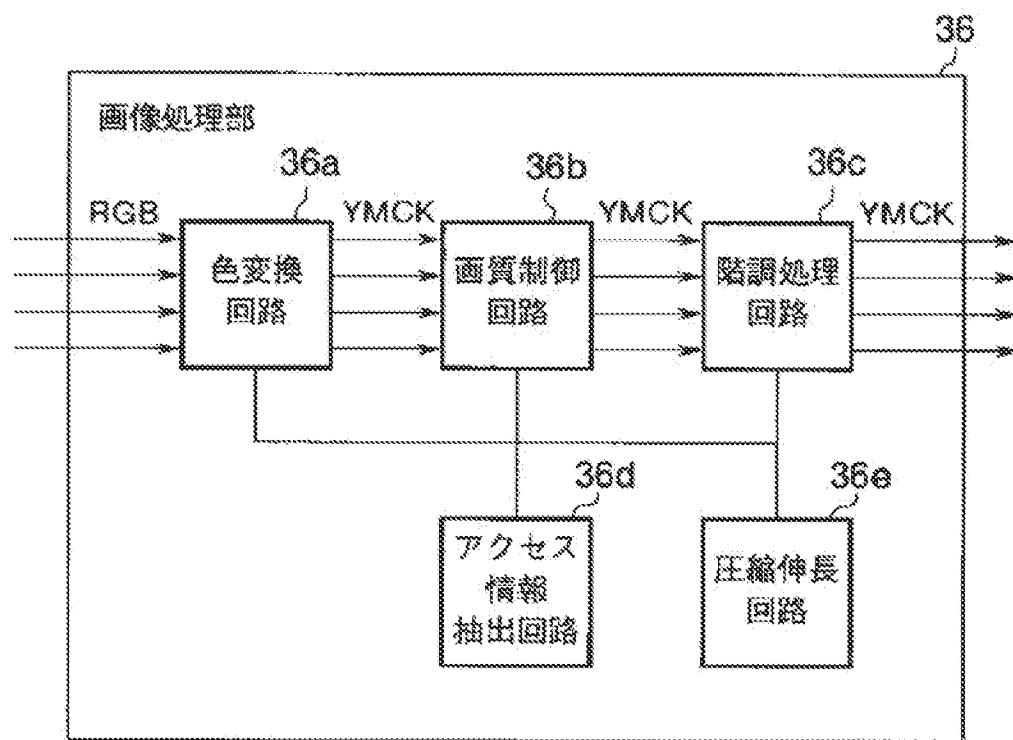 36
画像処理部
36a
36b
36c
RGB
YMCK
YMCK
YMCK
色変換
回路
画質制御
回路
階調処理
回路
36d
36e
アクセス
情報
抽出回路
圧縮伸長
回路